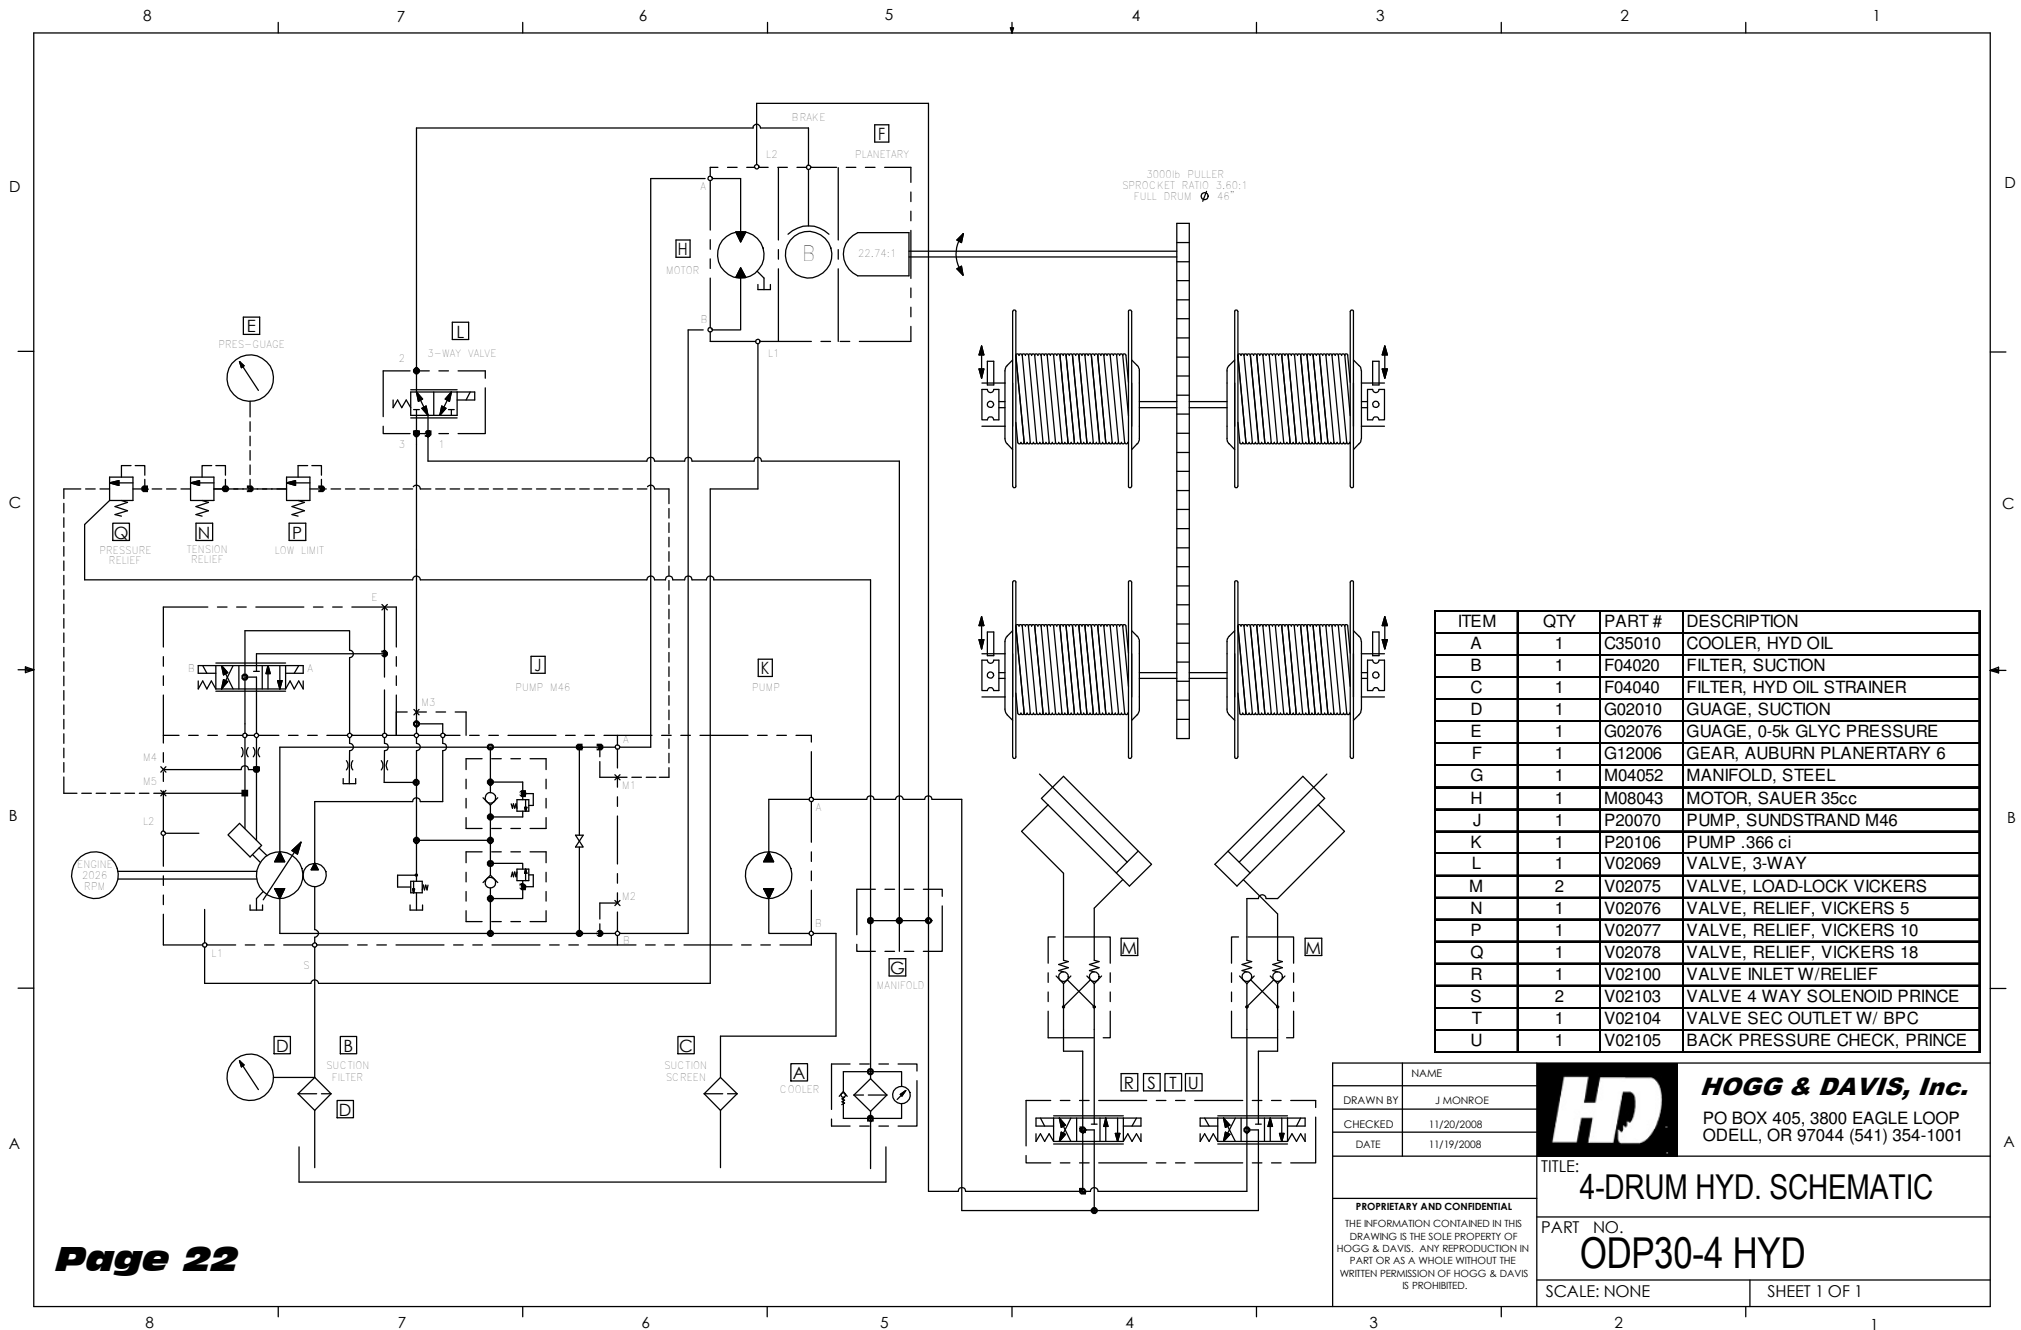 8 7 6 5 4 3 2 1
D
D
C
C
B
B
A
A
BRAKE
F
PLANETARY
L2
A
H
MOTOR
B
22.74:1
B
L1
3000lb PULLER
SPROCKET RATIO 3.60:1
FULL DRUM Ø 46"
E
PRES-GUAGE
L
3-WAY VALVE
2
3
1
Q
PRESSURE
RELIEF
N
TENSION
RELIEF
P
LOW LIMIT
E
B
A
J
PUMP M46
K
PUMP
M3
M4
M5
L2
A
M1
A
ENGINE
2026
RPM
M2
B
B
L1
S
G
MANIFOLD
M
M
D
B
SUCTION
FILTER
D
C
SUCTION
SCREEN
A
COOLER
R S T U
ITEM QTY PART # DESCRIPTION
A 1 C35010 COOLER, HYD OIL
B 1 F04020 FILTER, SUCTION
C 1 F04040 FILTER, HYD OIL STRAINER
D 1 G02010 GUAGE, SUCTION
E 1 G02076 GUAGE, 0-5k GLYC PRESSURE
F 1 G12006 GEAR, AUBURN PLANERTARY 6
G 1 M04052 MANIFOLD, STEEL
H 1 M08043 MOTOR, SAUER 35cc
J 1 P20070 PUMP, SUNDSTRAND M46
K 1 P20106 PUMP .366 ci
L 1 V02069 VALVE, 3-WAY
M 2 V02075 VALVE, LOAD-LOCK VICKERS
N 1 V02076 VALVE, RELIEF, VICKERS 5
P 1 V02077 VALVE, RELIEF, VICKERS 10
Q 1 V02078 VALVE, RELIEF, VICKERS 18
R 1 V02100 VALVE INLET W/RELIEF
S 2 V02103 VALVE 4 WAY SOLENOID PRINCE
T 1 V02104 VALVE SEC OUTLET W/ BPC
U 1 V02105 BACK PRESSURE CHECK, PRINCE
NAME
DRAWN BY J MONROE
CHECKED 11/20/2008
DATE 11/19/2008
PROPRIETARY AND CONFIDENTIAL
THE INFORMATION CONTAINED IN THIS
DRAWING IS THE SOLE PROPERTY OF
HOGG & DAVIS. ANY REPRODUCTION IN
PART OR AS A WHOLE WITHOUT THE
WRITTEN PERMISSION OF HOGG & DAVIS
IS PROHIBITED.
HD
HOGG & DAVIS, Inc.
PO BOX 405, 3800 EAGLE LOOP
ODELL, OR 97044 (541) 354-1001
TITLE:
4-DRUM HYD. SCHEMATIC
PART NO.
ODP30-4 HYD
SCALE: NONE
SHEET 1 OF 1
Page 22
8 7 6 5 4 3 2 1